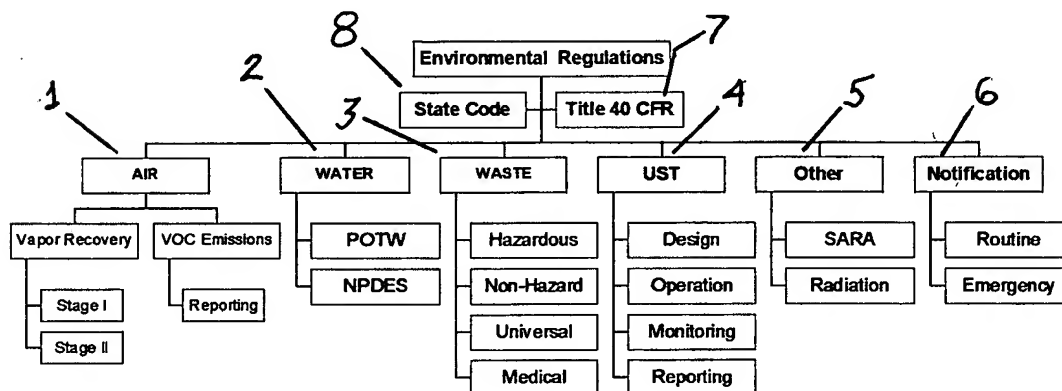 8
7
Environmental Regulations
1
2
3
State Code
Title 40 CFR
4
5
6
AIR
WATER
WASTE
UST
Other
Notification
Vapor Recovery
VOC Emissions
POTW
Hazardous
Design
SARA
Routine
NPDES
Non-Hazard
Operation
Radiation
Emergency
Stage I
Reporting
Universal
Monitoring
Stage II
Medical
Reporting